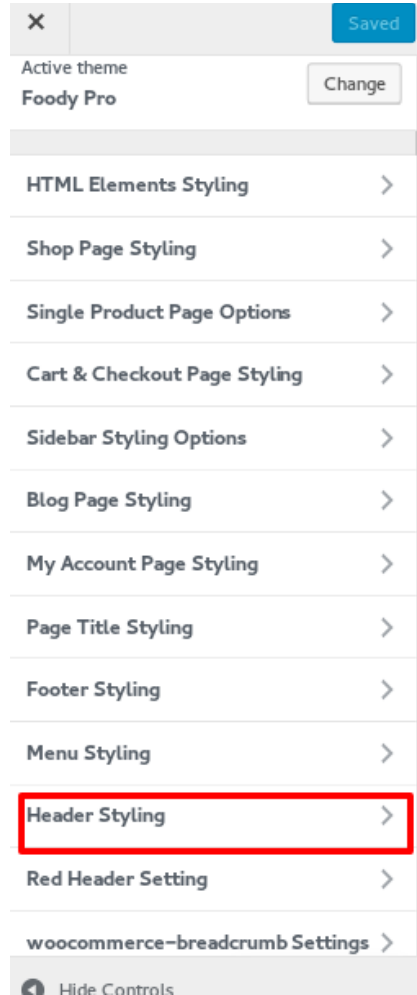 Saved
Active theme
Foody Pro
Change
HTML Elements Styling
Shop Page Styling
Single Product Page Options
Cart & Checkout Page Styling
Sidebar Styling Options
Blog Page Styling
My Account Page Styling
Page Title Styling
Footer Styling
Menu Styling
Header Styling
Red Header Setting
woocommerce-breadcrumb Settings
Hide Controls